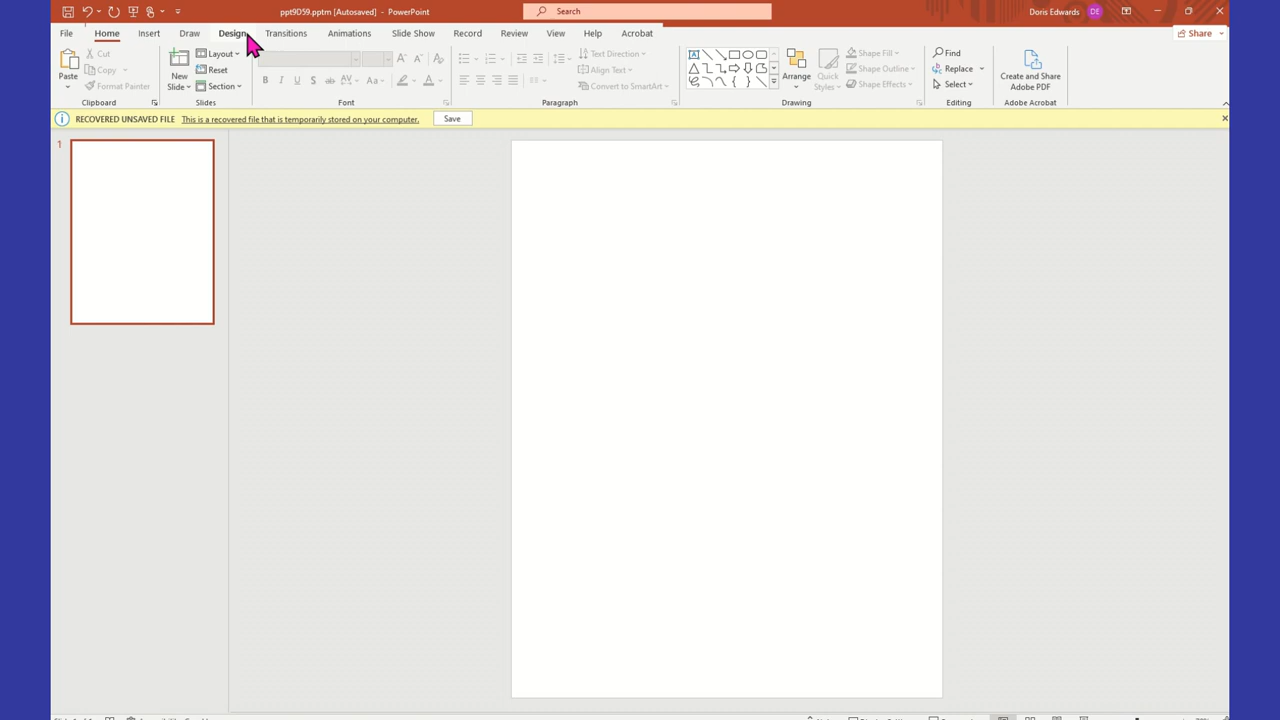 ppt9D59.pptm [Autosaved] - PowerPoint
Search
Doris Edwards DE
File Home Insert Draw Design Transitions Animations Slide Show Record Review View Help Acrobat Share
Paste
Cut
Copy
Format Painter
Clipboard
New Slide
Layout
Reset
Section
Slides
B I U S ab AV Aa A
Font
Text Direction
Align Text
Convert to SmartArt
Paragraph
Arrange
Quick Styles
Shape Fill
Shape Outline
Shape Effects
Drawing
Find
Replace
Select
Editing
Create and Share Adobe PDF
Adobe Acrobat
RECOVERED UNSAVED FILE This is a recovered file that is temporarily stored on your computer. Save
1